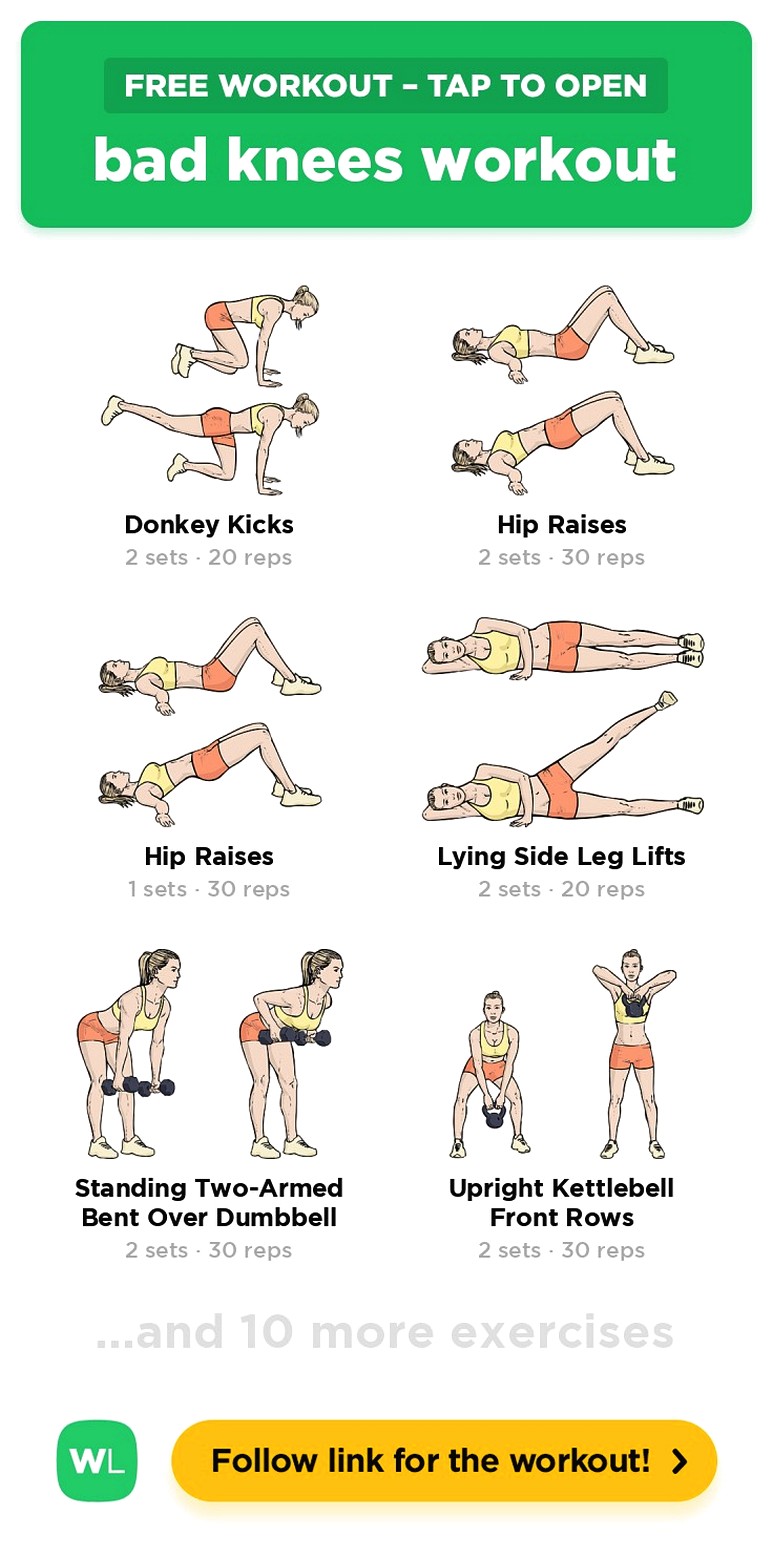 FREE WORKOUT – TAP TO OPEN
bad knees workout
Donkey Kicks
2 sets · 20 reps
Hip Raises
2 sets · 30 reps
Hip Raises
1 sets · 30 reps
Lying Side Leg Lifts
2 sets · 20 reps
Standing Two-Armed
Bent Over Dumbbell
2 sets · 30 reps
Upright Kettlebell
Front Rows
2 sets · 30 reps
...and 10 more exercises
WL
Follow link for the workout!